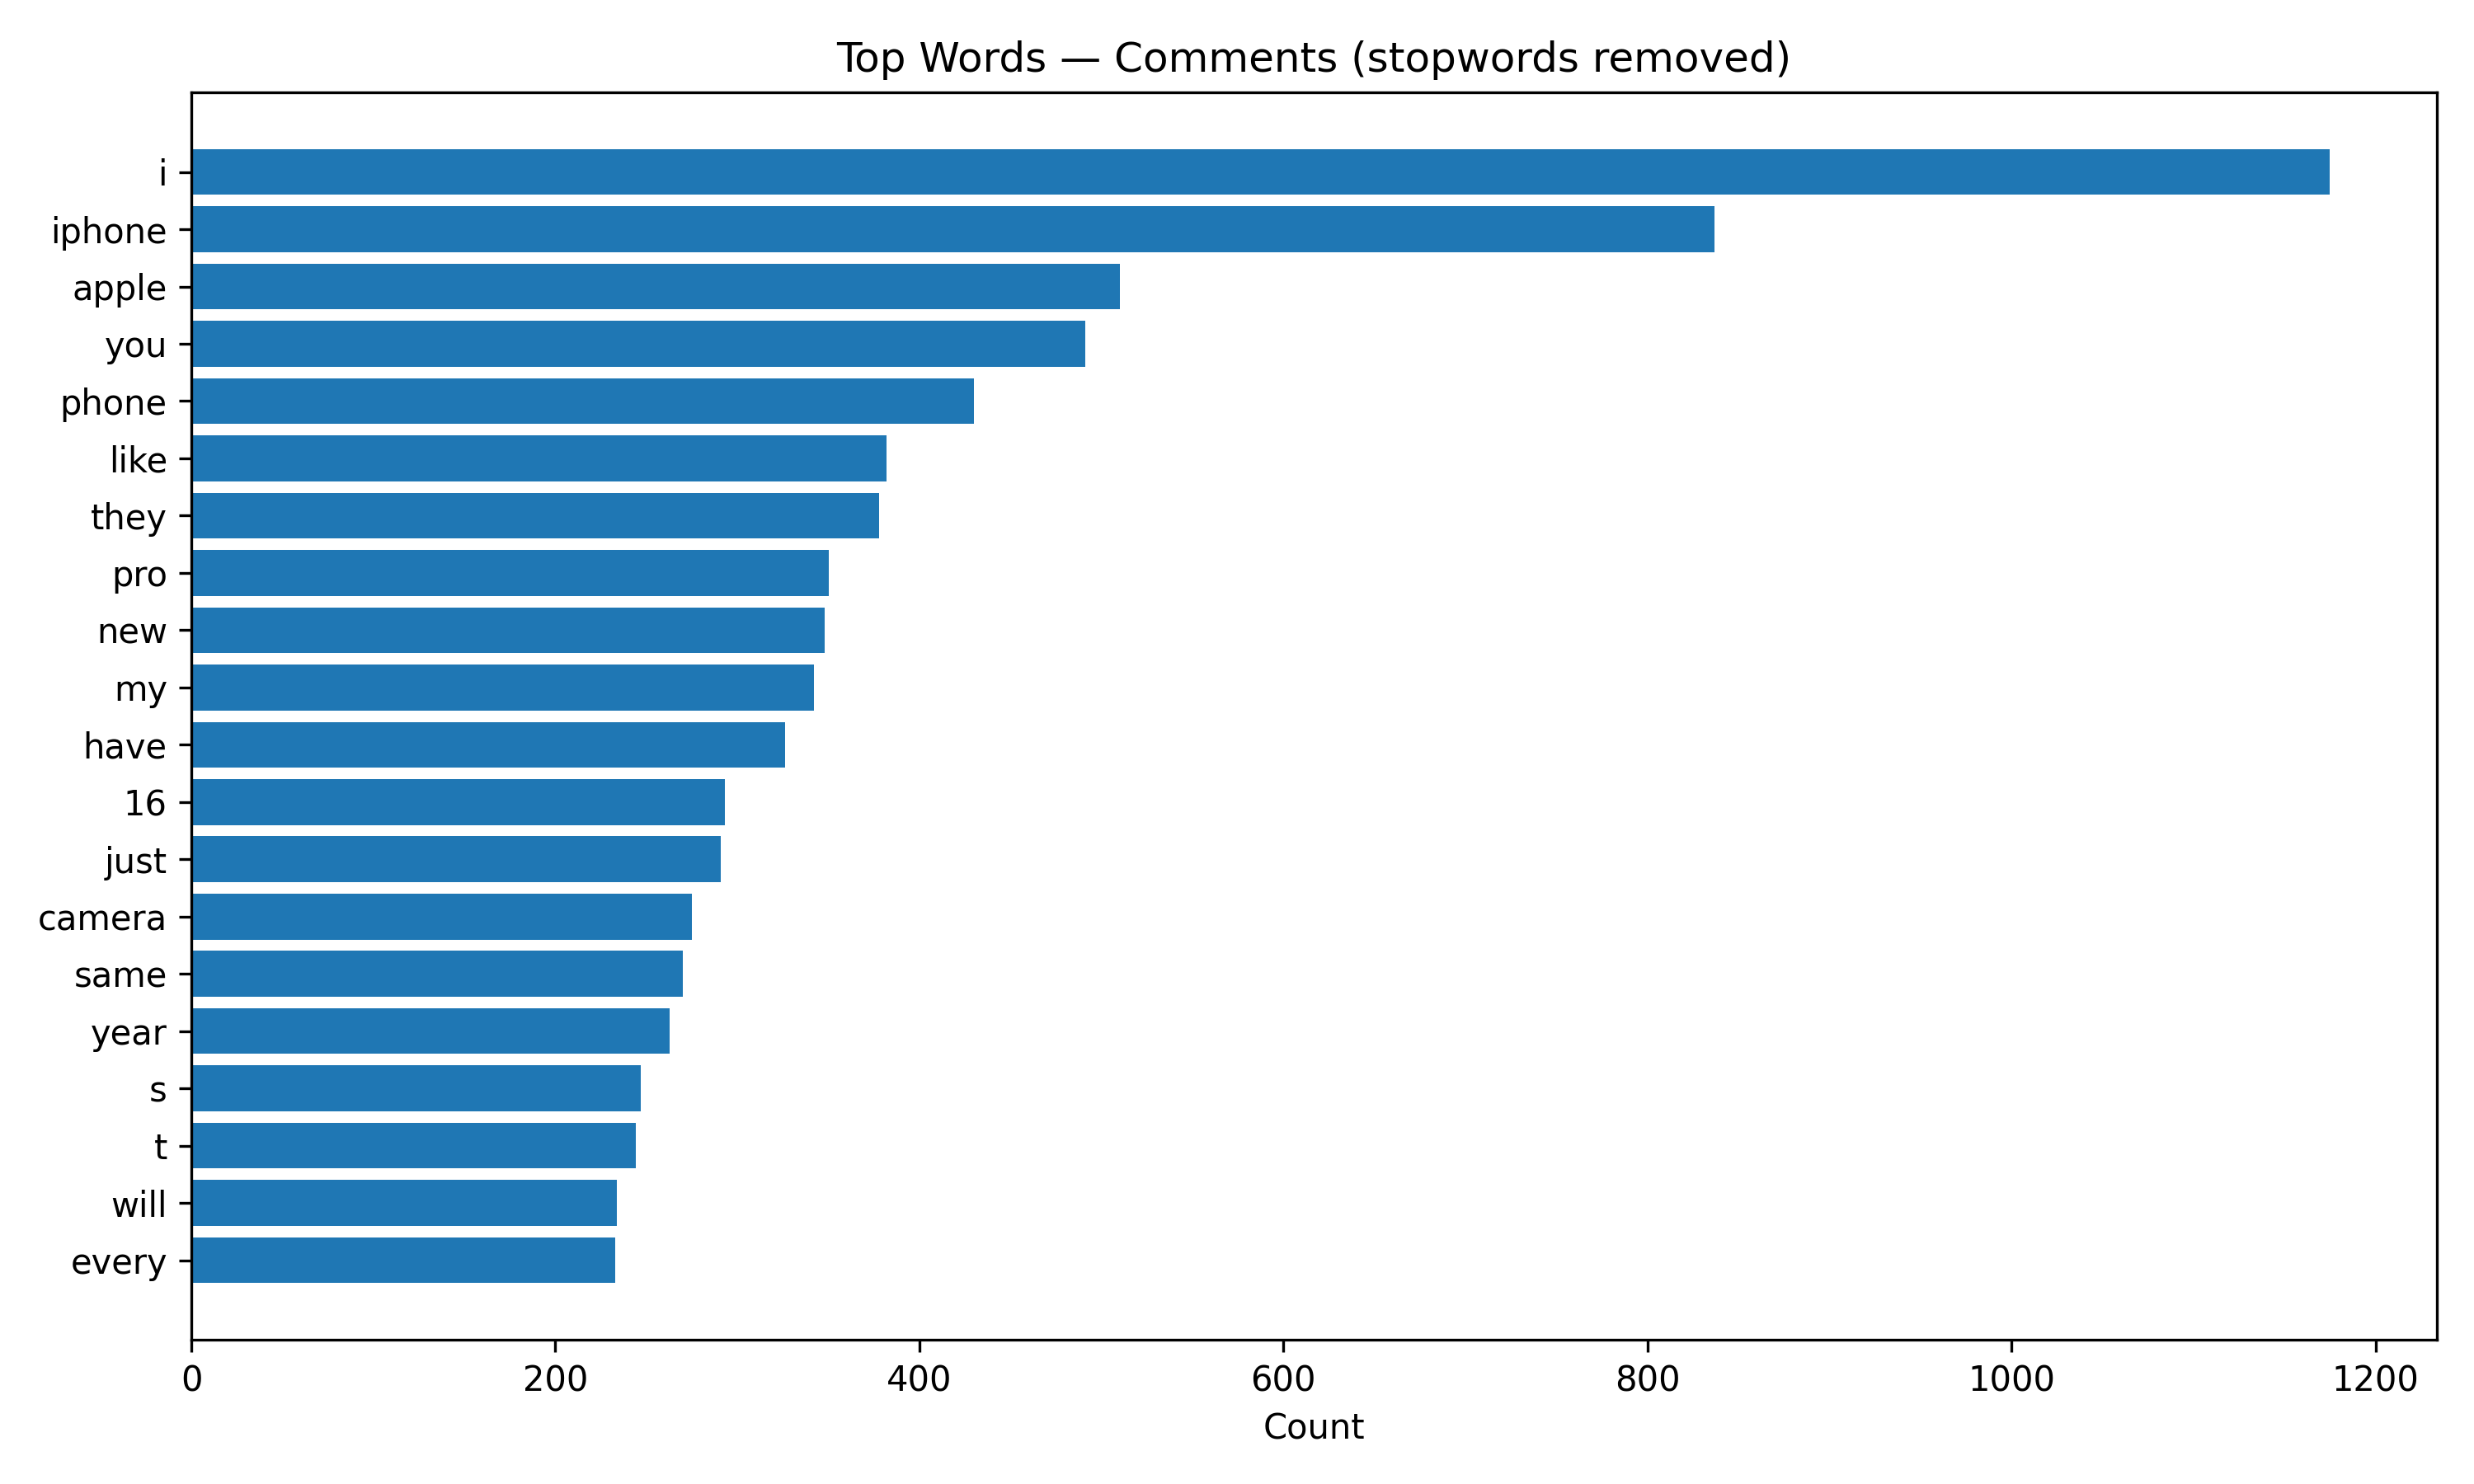 Top Words — Comments (stopwords removed)
i
iphone
apple
you
phone
like
they
pro
new
my
have
16
just
camera
same
year
s
t
will
every
0 200 400 600 800 1000 1200
Count